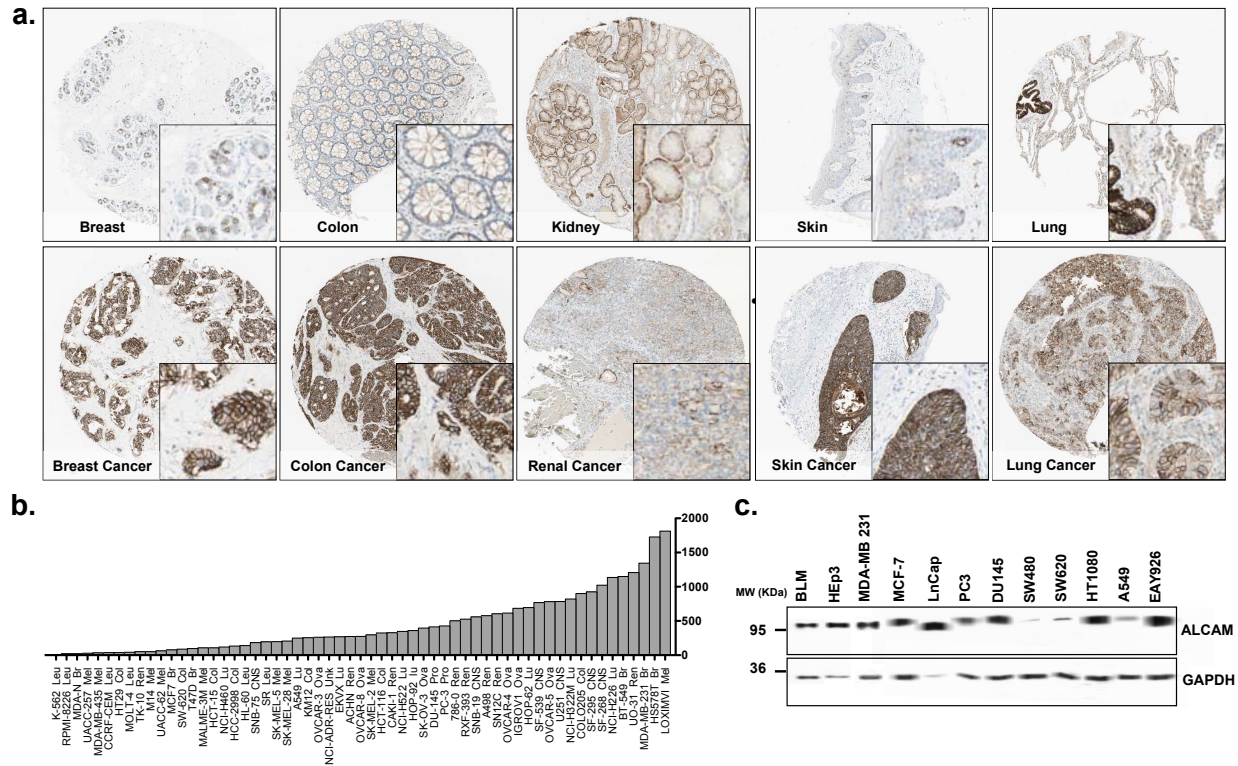 a.
Breast
Colon
Kidney
Skin
Lung
Breast Cancer
Colon Cancer
Renal Cancer
Skin Cancer
Lung Cancer
b.
2000
1500
1000
500
0
K-562 Leu
RPMI-8226 Leu
MDA-N Br
UACC-257 Mel
MDA-MB-435 Mel
CCRF-CEM Leu
HT29 Col
MOLT-4 Leu
TK-10 Ren
M14 Mel
UACC-62 Mel
MCF7 Br
SW-620 Col
T47D Br
MALME-3M Mel
HCT-15 Col
NCI-H460 Lu
HCC-2998 Col
HL-60 Leu
SNB-75 CNS
SR Leu
SK-MEL-5 Mel
SK-MEL-28 Mel
A549 Lu
KM12 Col
OVCAR-3 Ova
NCI-ADR-RES Unk
EKVX Lu
ACHN Ren
OVCAR-8 Ova
SK-MEL-2 Mel
HCT-116 Col
CAKI-1 Ren
NCI-H522 Lu
HOP-92 lu
SK-OV-3 Ova
DU-145 Pro
PC-3 Pro
786-0 Ren
RXF-393 Ren
SNB-19 CNS
A498 Ren
SN12C Ren
OVCAR-4 Ova
IGROV1 Ova
HOP-62 Lu
SF-539 CNS
OVCAR-5 Ova
U251 CNS
NCI-H322M Lu
COLO205 Col
SF-295 CNS
SF-268 CNS
NCI-H226 Lu
BT-549 Br
UO-31 Ren
MDA-MB-231 Br
HS578T Br
LOXIMVI Mel
c.
MW (KDa)
BLM
HEp3
MDA-MB 231
MCF-7
LnCap
PC3
DU145
SW480
SW620
HT1080
A549
EAY926
95
ALCAM
36
GAPDH